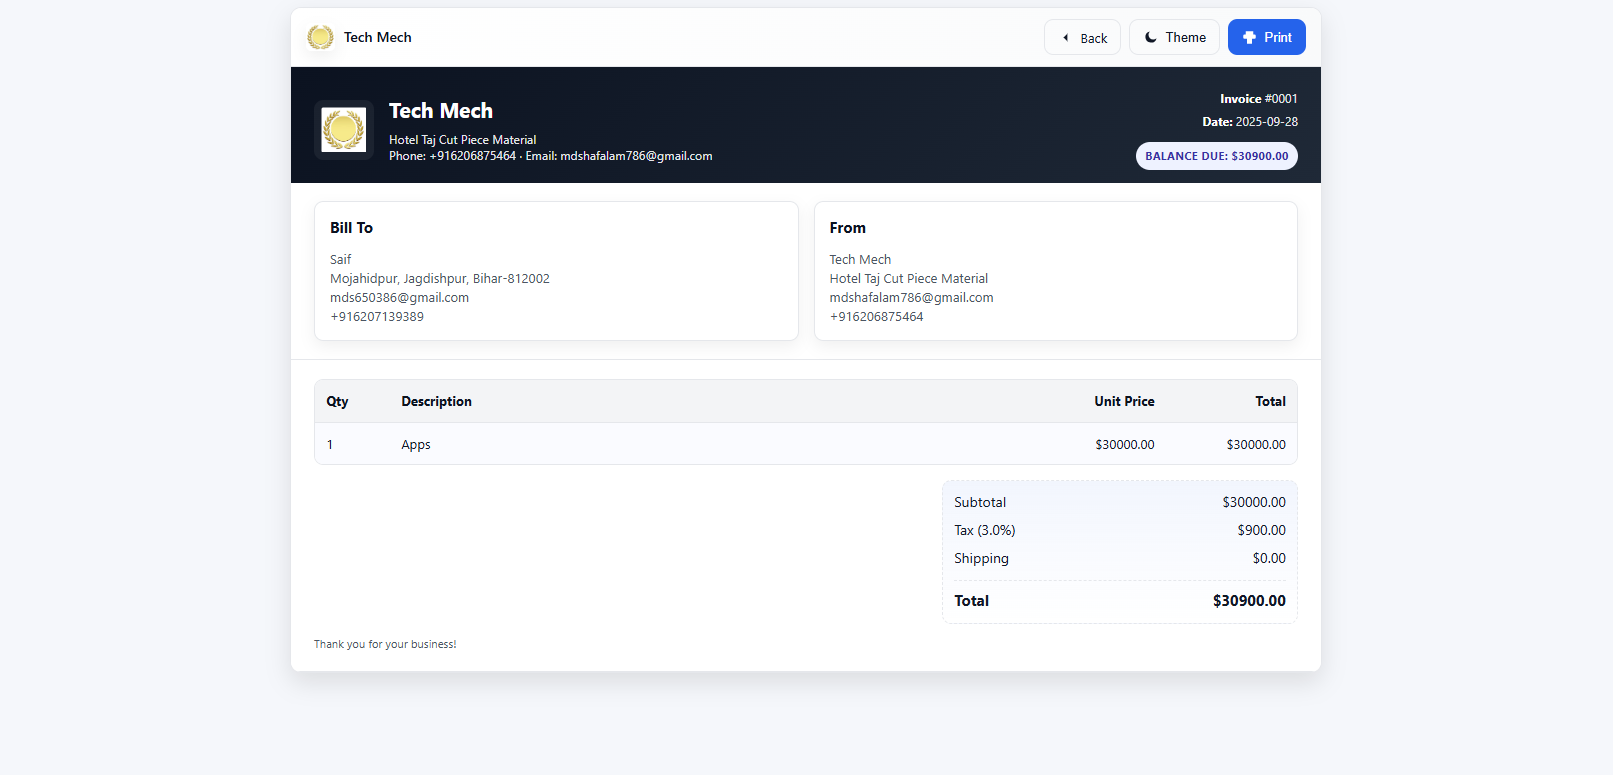 Tech Mech
Back
Theme
Print
Tech Mech
Hotel Taj Cut Piece Material
Phone: +916206875464 · Email: mdshafalam786@gmail.com
Invoice #0001
Date: 2025-09-28
BALANCE DUE: $30900.00
Bill To
Saif
Mojahidpur, Jagdishpur, Bihar-812002
mds650386@gmail.com
+916207139389
From
Tech Mech
Hotel Taj Cut Piece Material
mdshafalam786@gmail.com
+916206875464
Qty Description Unit Price Total
1 Apps $30000.00 $30000.00
Subtotal $30000.00
Tax (3.0%) $900.00
Shipping $0.00
Total $30900.00
Thank you for your business!